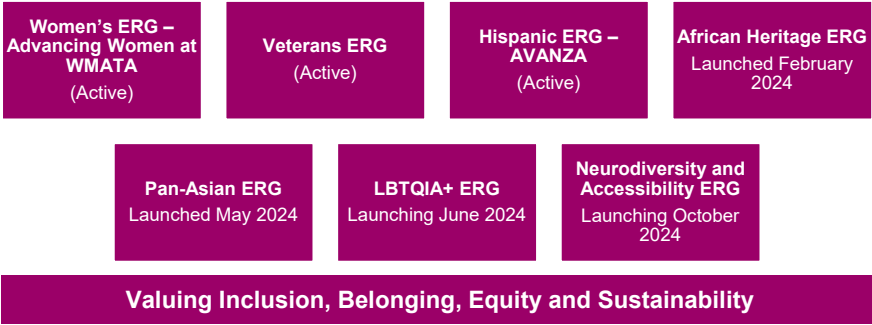 Women’s ERG –
Advancing Women at
WMATA
(Active)
Veterans ERG
(Active)
Hispanic ERG –
AVANZA
(Active)
African Heritage ERG
Launched February
2024
Pan-Asian ERG
Launched May 2024
LBTQIA+ ERG
Launching June 2024
Neurodiversity and
Accessibility ERG
Launching October
2024
Valuing Inclusion, Belonging, Equity and Sustainability